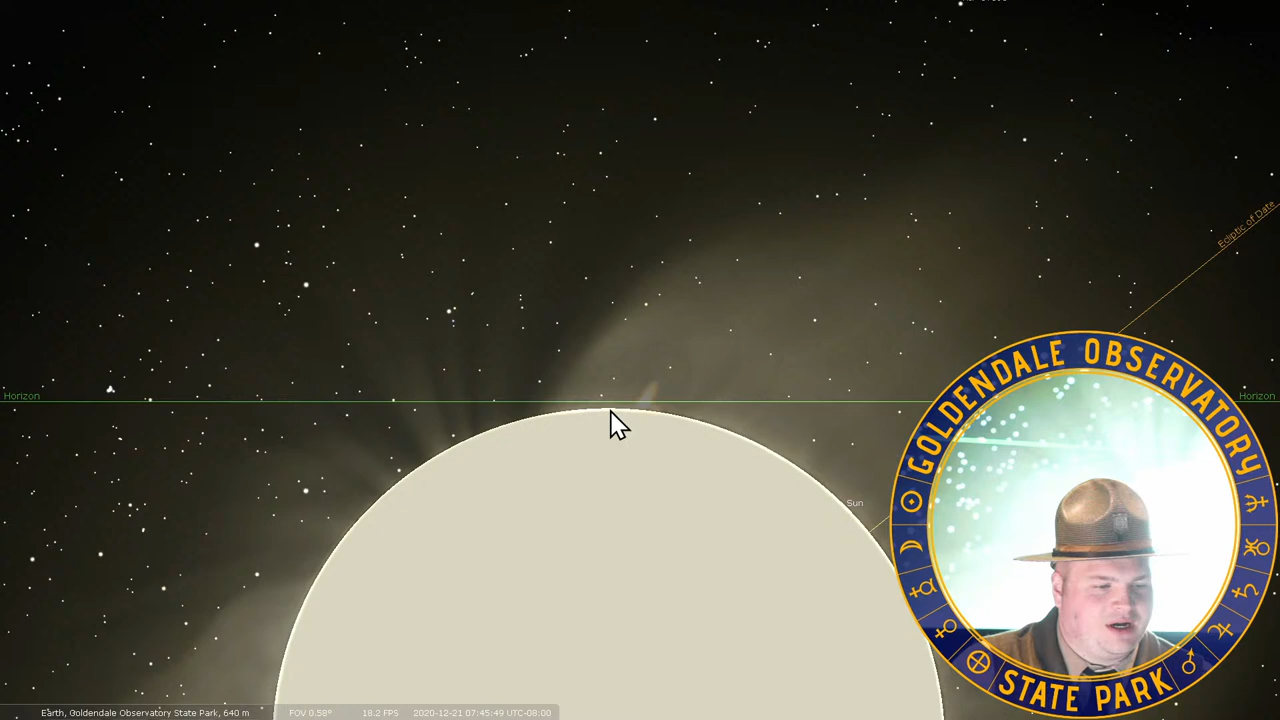 Ecliptic of Date
Horizon
Horizon
Sun
GOLDENDALE OBSERVATORY
STATE PARK
Earth, Goldendale Observatory State Park, 640 m
FOV 0.58°
18.2 FPS
2020-12-21 07:45:49 UTC-08:00